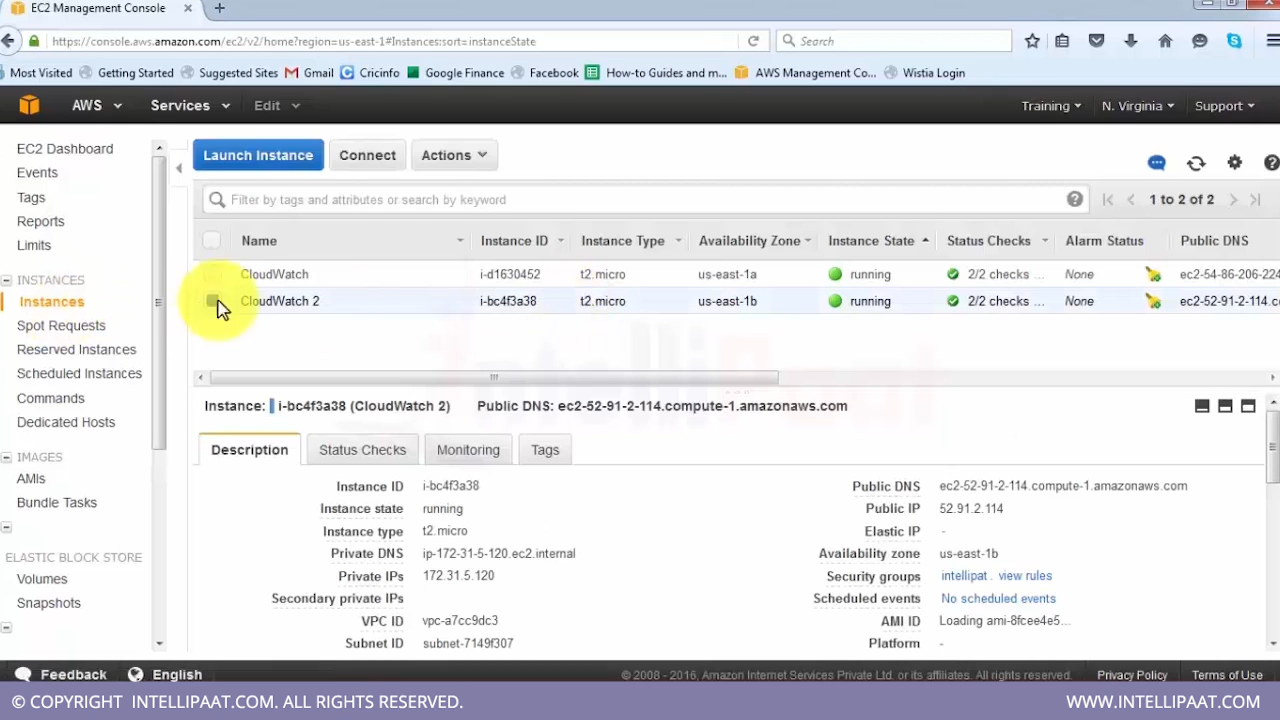 EC2 Management Console
https://console.aws.amazon.com/ec2/v2/home?region=us-east-1#Instances:sort=instanceState
Search
Most Visited Getting Started Suggested Sites Gmail Cricinfo Google Finance Facebook How-to Guides and m... AWS Management Co... Wistia Login
AWS Services Edit Training N. Virginia Support
EC2 Dashboard
Events
Tags
Reports
Limits
INSTANCES
Instances
Spot Requests
Reserved Instances
Scheduled Instances
Commands
Dedicated Hosts
IMAGES
AMIs
Bundle Tasks
ELASTIC BLOCK STORE
Volumes
Snapshots
Launch Instance Connect Actions
Filter by tags and attributes or search by keyword
1 to 2 of 2
Name Instance ID Instance Type Availability Zone Instance State Status Checks Alarm Status Public DNS
CloudWatch i-d1630452 t2.micro us-east-1a running 2/2 checks ... None ec2-54-86-206-224
CloudWatch 2 i-bc4f3a38 t2.micro us-east-1b running 2/2 checks ... None ec2-52-91-2-114.c
Instance: i-bc4f3a38 (CloudWatch 2) Public DNS: ec2-52-91-2-114.compute-1.amazonaws.com
Description Status Checks Monitoring Tags
Instance ID i-bc4f3a38 Public DNS ec2-52-91-2-114.compute-1.amazonaws.com
Instance state running Public IP 52.91.2.114
Instance type t2.micro Elastic IP -
Private DNS ip-172-31-5-120.ec2.internal Availability zone us-east-1b
Private IPs 172.31.5.120 Security groups intellipat . view rules
Secondary private IPs Scheduled events No scheduled events
VPC ID vpc-a7cc9dc3 AMI ID Loading ami-8fcee4e5...
Subnet ID subnet-7149f307 Platform -
Feedback English © 2008 - 2016, Amazon Internet Services Private Ltd. or its affiliates. All rights reserved. Privacy Policy Terms of Use
© COPYRIGHT INTELLIPAAT.COM. ALL RIGHTS RESERVED. WWW.INTELLIPAAT.COM